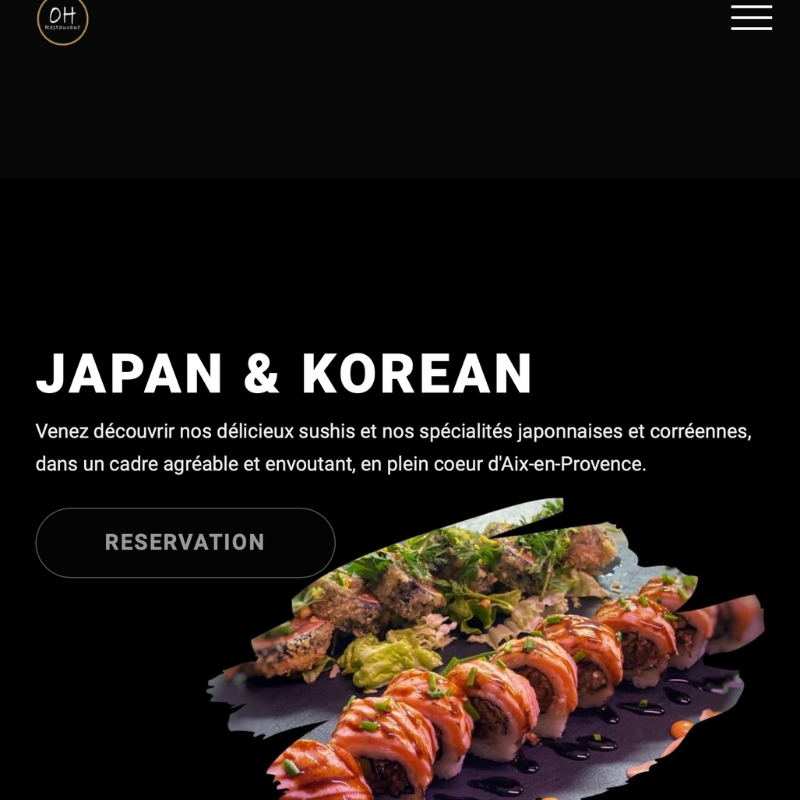 OH
Restaurant
JAPAN & KOREAN
Venez découvrir nos délicieux sushis et nos spécialités japonnaises et corréennes,
dans un cadre agréable et envoutant, en plein coeur d'Aix-en-Provence.
RESERVATION